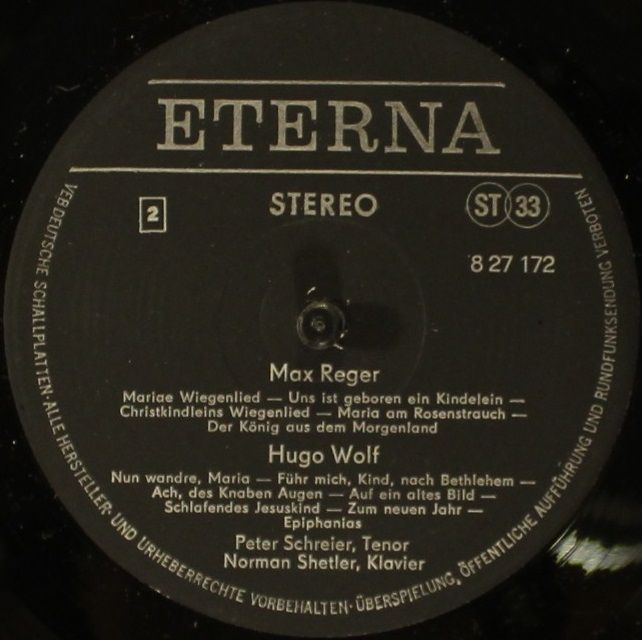 ETERNA
2
STEREO
ST 33
8 27 172
Max Reger
Mariae Wiegenlied — Uns ist geboren ein Kindelein —
Christkindleins Wiegenlied — Maria am Rosenstrauch —
Der König aus dem Morgenland
Hugo Wolf
Nun wandre, Maria — Führ mich, Kind, nach Bethlehem —
Ach, des Knaben Augen — Auf ein altes Bild —
Schlafendes Jesuskind — Zum neuen Jahr —
Epiphanias
Peter Schreier, Tenor
Norman Shetler, Klavier
VEB DEUTSCHE SCHALLPLATTEN · ALLE HERSTELLER- UND URHEBERRECHTE VORBEHALTEN · ÜBERSPIELUNG, ÖFFENTLICHE AUFFÜHRUNG UND RUNDFUNKSENDUNG VERBOTEN